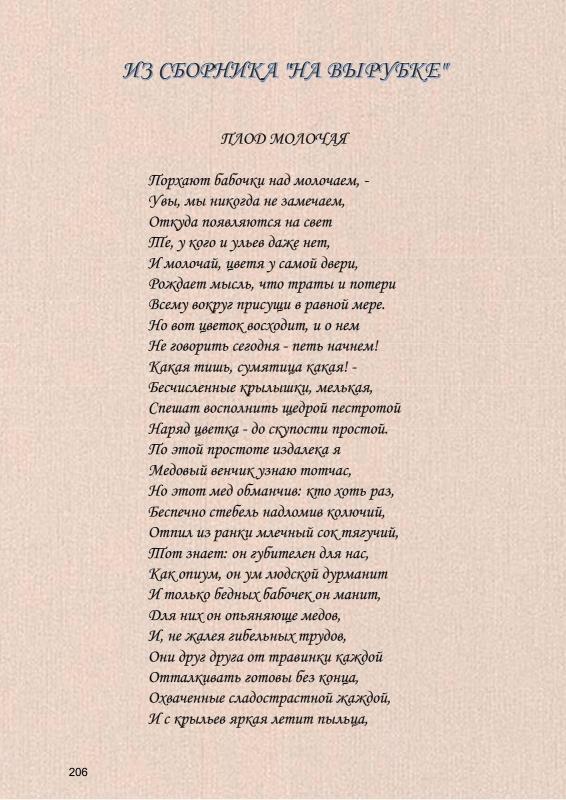 ИЗ СБОРНИКА "НА ВЫРУБКЕ"
ПЛОД МОЛОЧАЯ
Порхают бабочки над молочаем, -
Увы, мы никогда не замечаем,
Откуда появляются на свет
Те, у кого и ульев даже нет,
И молочай, цветя у самой двери,
Рождает мысль, что траты и потери
Всему вокруг присущи в равной мере.
Но вот цветок восходит, и о нем
Не говорить сегодня - петь начнем!
Какая тишь, сумятица какая! -
Бесчисленные крылышки, мелькая,
Спешат восполнить щедрой пестротой
Наряд цветка - до скупости простой.
По этой простоте издалека я
Медовый венчик узнаю тотчас,
Но этот мед обманчив: кто хоть раз,
Беспечно стебель надломив колючий,
Отпил из ранки млечный сок тягучий,
Тот знает: он губителен для нас,
Как опиум, он ум людской дурманит
И только бедных бабочек он манит,
Для них он опьяняюще медов,
И, не жалея гибельных трудов,
Они друг друга от травинки каждой
Отталкивать готовы без конца,
Охваченные сладострастной жаждой,
И с крыльев яркая летит пыльца,
206